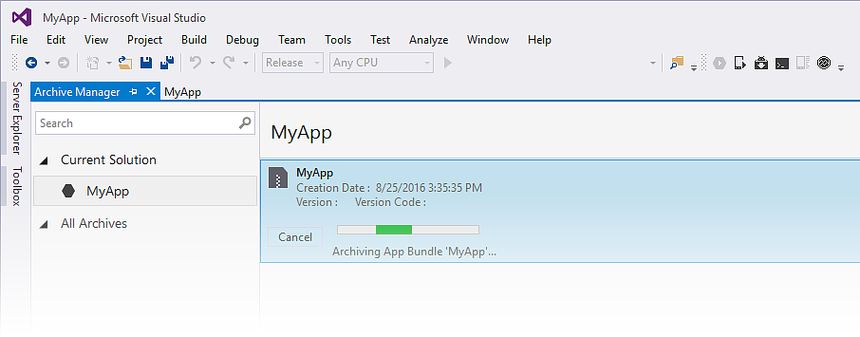 MyApp - Microsoft Visual Studio
File Edit View Project Build Debug Team Tools Test Analyze Window Help
Release Any CPU
Server Explorer
Toolbox
Archive Manager MyApp
Search
Current Solution
MyApp
All Archives
MyApp
MyApp
Creation Date : 8/25/2016 3:35:35 PM
Version : Version Code :
Cancel
Archiving App Bundle 'MyApp'...